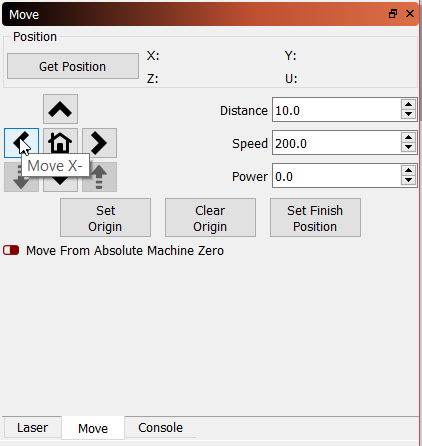 Move
Position
Get Position
X:
Y:
Z:
U:
Distance
10.0
Speed
200.0
Move X-
Power
0.0
Set
Origin
Clear
Origin
Set Finish
Position
Move From Absolute Machine Zero
Laser
Move
Console